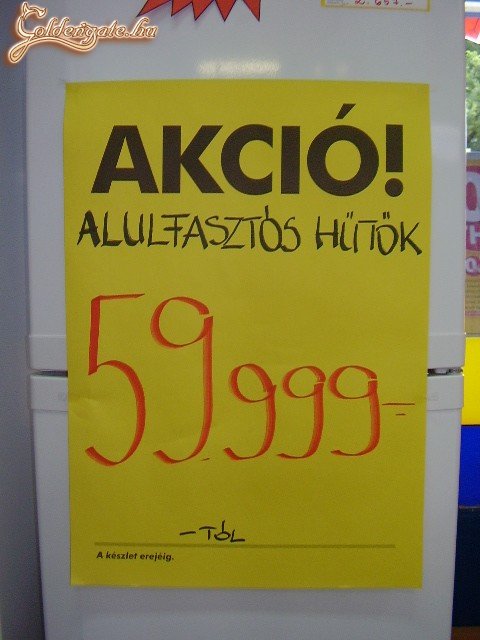 Goldengate.hu
AKCIÓ!
ALULFASZTÓS HŰTŐK
59.999-
-TÓL
A készlet erejéig.